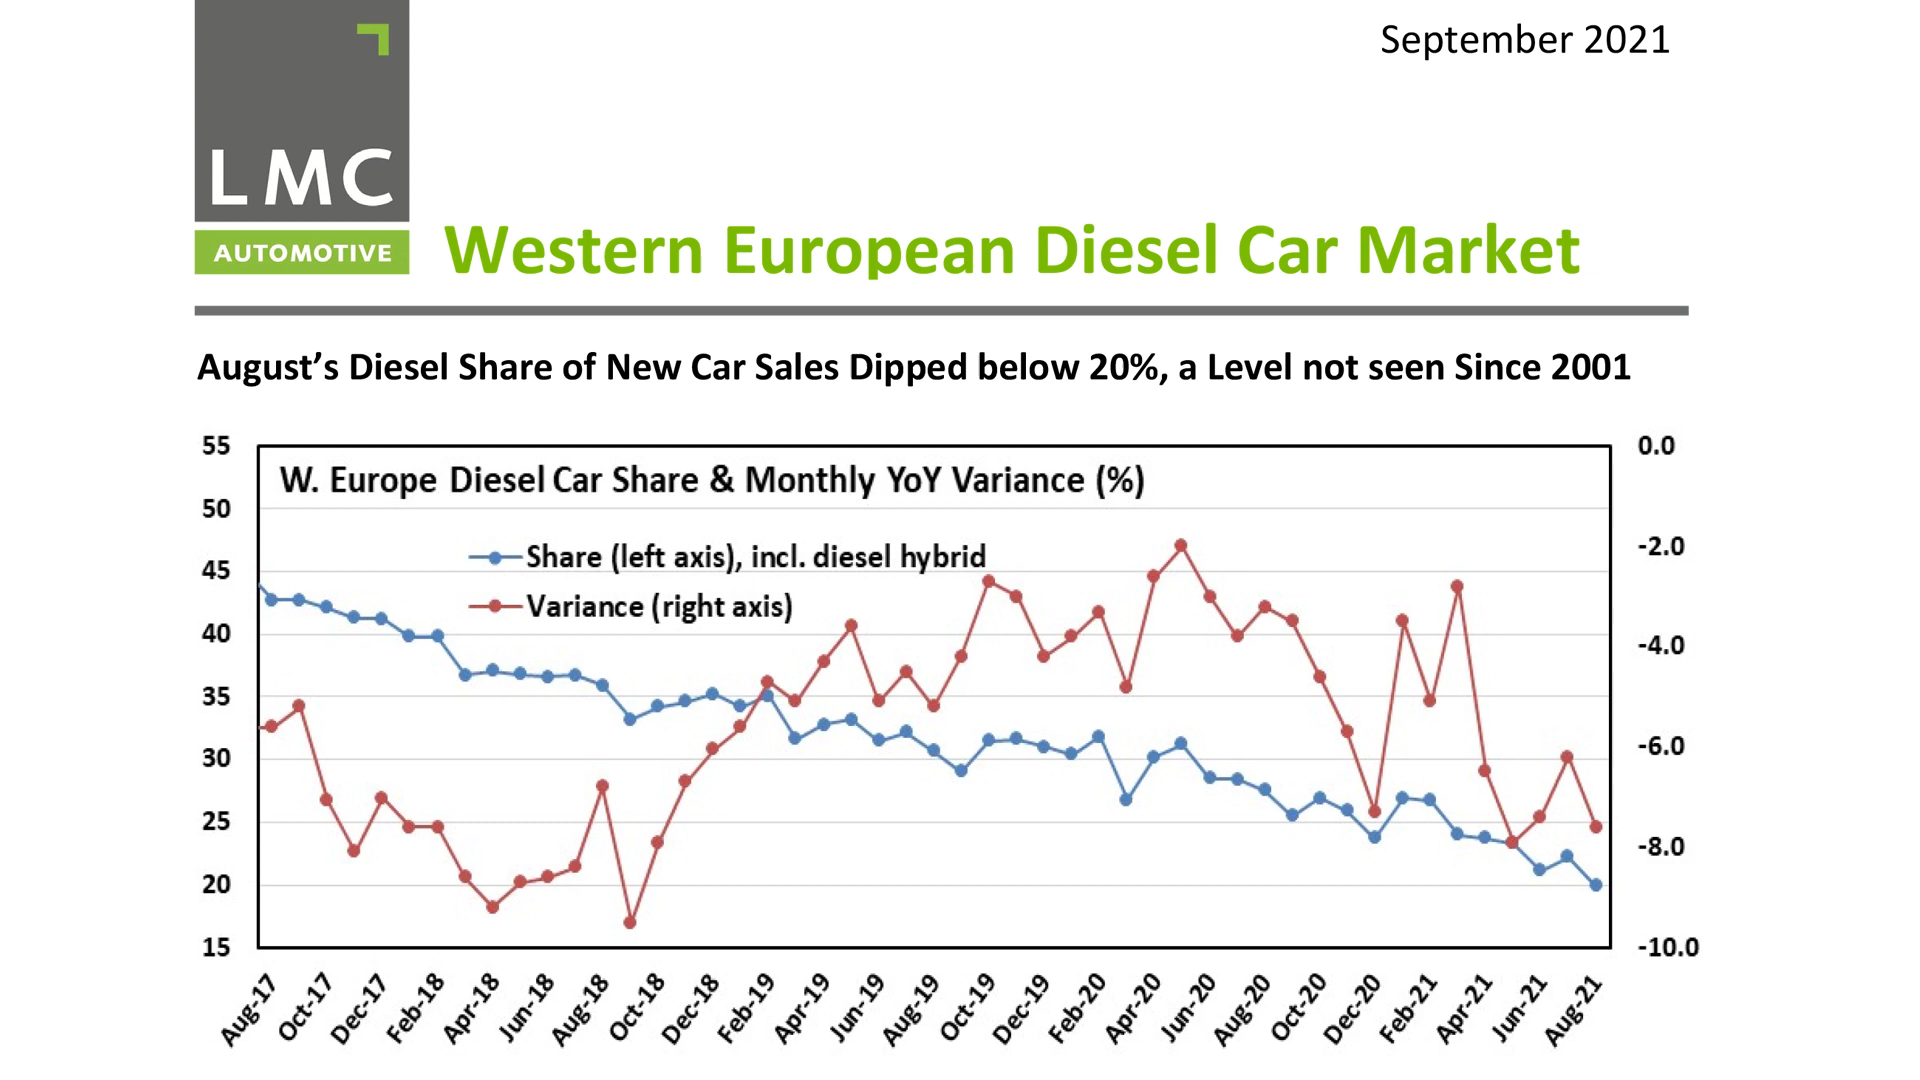 September 2021
LMC
AUTOMOTIVE
Western European Diesel Car Market
August’s Diesel Share of New Car Sales Dipped below 20%, a Level not seen Since 2001
W. Europe Diesel Car Share & Monthly YoY Variance (%)
Share (left axis), incl. diesel hybrid
Variance (right axis)
55
50
45
40
35
30
25
20
15
0.0
-2.0
-4.0
-6.0
-8.0
-10.0
Aug-17
Oct-17
Dec-17
Feb-18
Apr-18
Jun-18
Aug-18
Oct-18
Dec-18
Feb-19
Apr-19
Jun-19
Aug-19
Oct-19
Dec-19
Feb-20
Apr-20
Jun-20
Aug-20
Oct-20
Dec-20
Feb-21
Apr-21
Jun-21
Aug-21